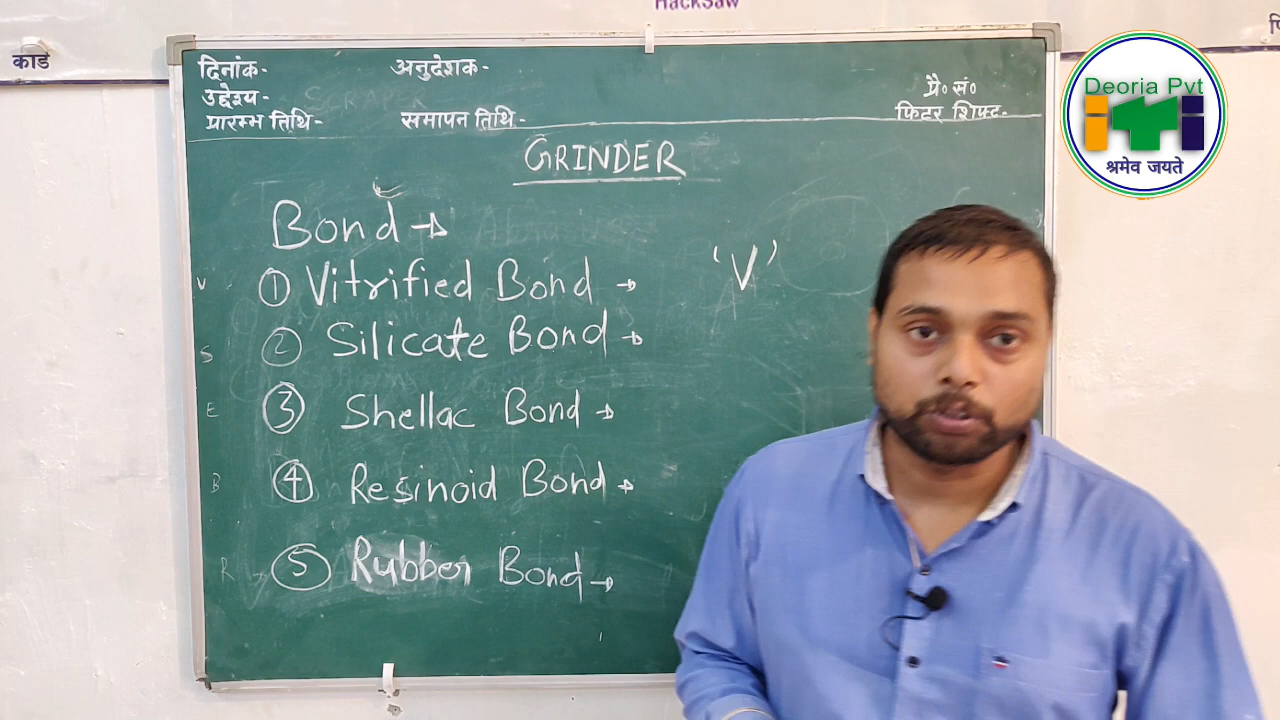 HackSaw
कार्ड
दिनांक- अनुदेशक-
उद्देश्य- SCRAPER प्रै० सं०
प्रारम्भ तिथि- समापन तिथि- फिटर शिफ्ट-
Deoria Pvt
ITI
श्रमेव जयते
GRINDER
Bond →
V ① Vitrified Bond → 'V'
S ② Silicate Bond →
E ③ Shellac Bond →
B ④ Resinoid Bond →
R → ⑤ Rubber Bond →